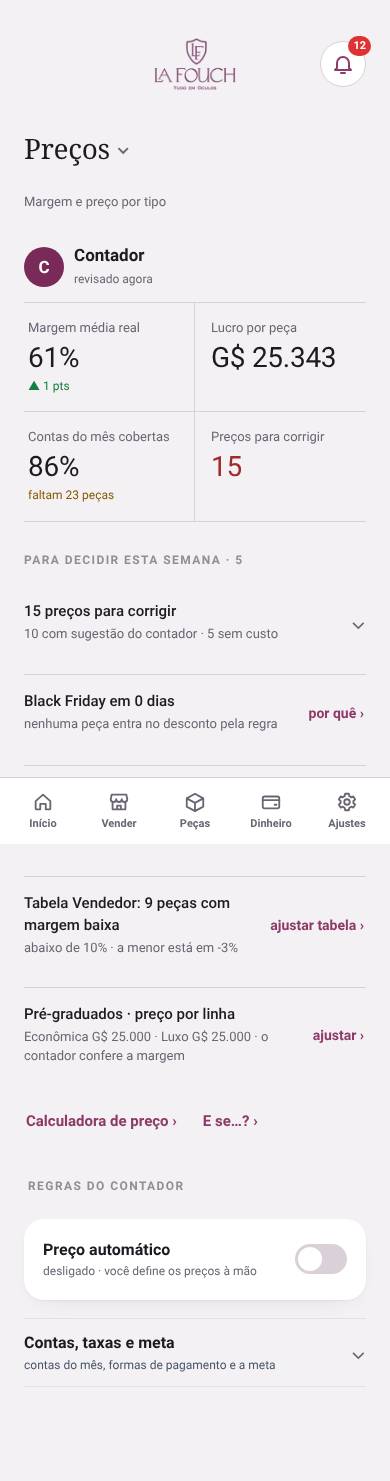 LA FOUCH
Tudo em Óculos
12
Preços
Margem e preço por tipo
C
Contador
revisado agora
Margem média real
61%
▲ 1 pts
Lucro por peça
G$ 25.343
Contas do mês cobertas
86%
faltam 23 peças
Preços para corrigir
15
PARA DECIDIR ESTA SEMANA · 5
15 preços para corrigir
10 com sugestão do contador · 5 sem custo
Black Friday em 0 dias
nenhuma peça entra no desconto pela regra
por quê ›
Início
Vender
Peças
Dinheiro
Ajustes
Tabela Vendedor: 9 peças com
margem baixa
abaixo de 10% · a menor está em -3%
ajustar tabela ›
Pré-graduados · preço por linha
Econômica G$ 25.000 · Luxo G$ 25.000 · o
contador confere a margem
ajustar ›
Calculadora de preço ›
E se…? ›
REGRAS DO CONTADOR
Preço automático
desligado · você define os preços à mão
Contas, taxas e meta
contas do mês, formas de pagamento e a meta